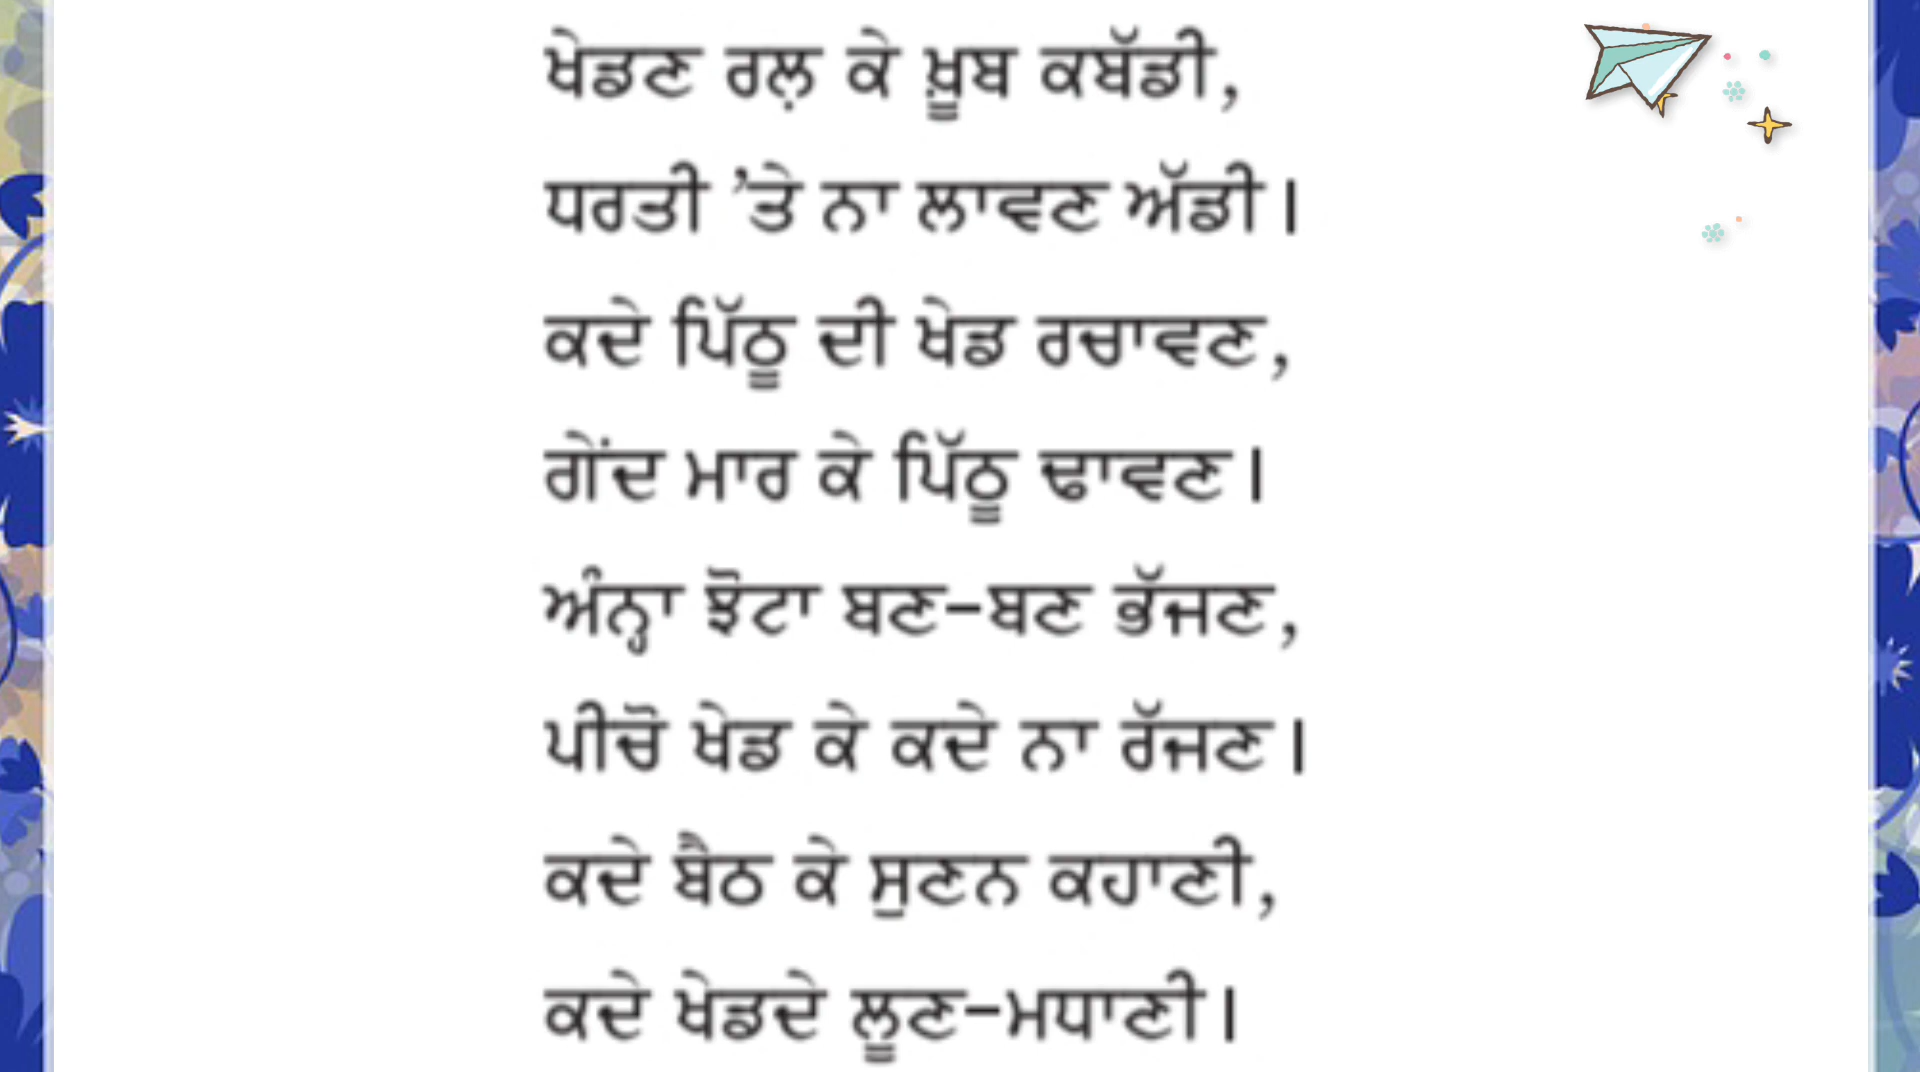 ਖੇਡਣ ਰਲ਼ ਕੇ ਖ਼ੂਬ ਕਬੱਡੀ,
ਧਰਤੀ ’ਤੇ ਨਾ ਲਾਵਣ ਅੱਡੀ।
ਕਦੇ ਪਿੱਠੂ ਦੀ ਖੇਡ ਰਚਾਵਣ,
ਗੇਂਦ ਮਾਰ ਕੇ ਪਿੱਠੂ ਢਾਵਣ।
ਅੰਨ੍ਹਾ ਝੋਟਾ ਬਣ-ਬਣ ਭੱਜਣ,
ਪੀਚੋ ਖੇਡ ਕੇ ਕਦੇ ਨਾ ਰੱਜਣ।
ਕਦੇ ਬੈਠ ਕੇ ਸੁਣਨ ਕਹਾਣੀ,
ਕਦੇ ਖੇਡਦੇ ਲੂਣ-ਮਧਾਣੀ।